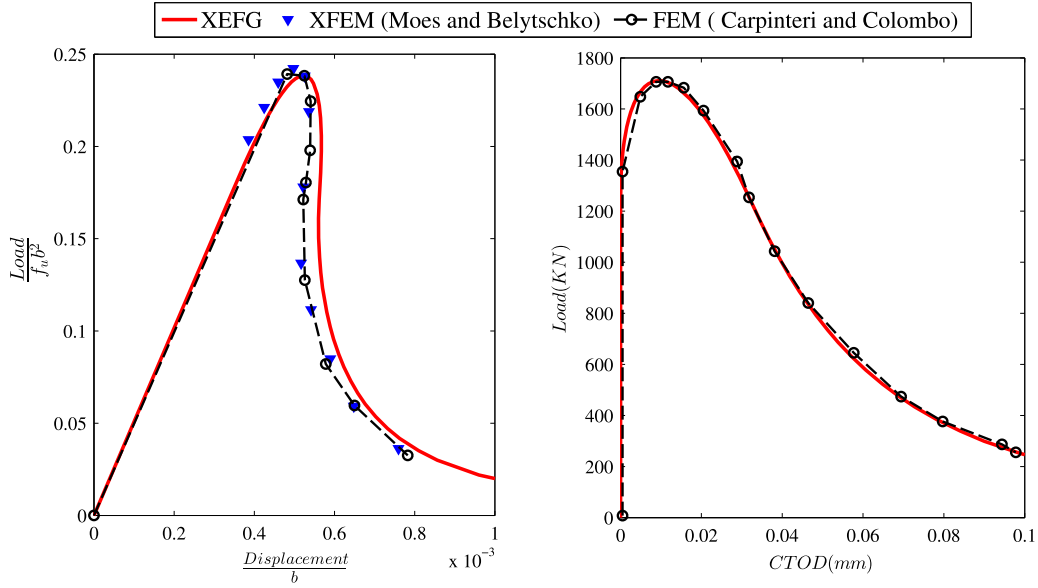 XEFG XFEM (Moes and Belytschko) FEM ( Carpinteri and Colombo)
0.25
0.2
0.15
0.1
0.05
0
Load
f_u b^2
0 0.2 0.4 0.6 0.8 1
x 10^{-3}
Displacement
b
1800
1600
1400
1200
1000
800
600
400
200
0
Load(KN)
0 0.02 0.04 0.06 0.08 0.1
CTOD(mm)